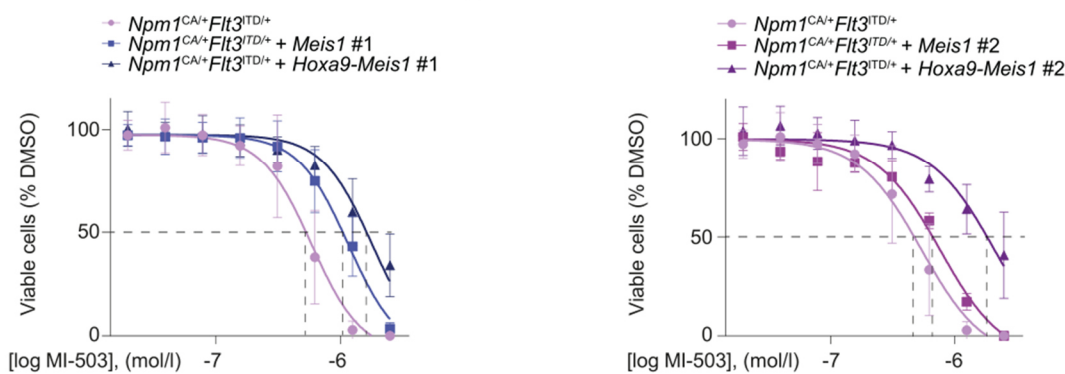 Npm1CA/+Flt3ITD/+
Npm1CA/+Flt3ITD/+ + Meis1 #1
Npm1CA/+Flt3ITD/+ + Hoxa9-Meis1 #1
Viable cells (% DMSO)
100
50
0
[log MI-503], (mol/l)
-7
-6
Npm1CA/+Flt3ITD/+
Npm1CA/+Flt3ITD/+ + Meis1 #2
Npm1CA/+Flt3ITD/+ + Hoxa9-Meis1 #2
Viable cells (% DMSO)
100
50
0
[log MI-503], (mol/l)
-7
-6